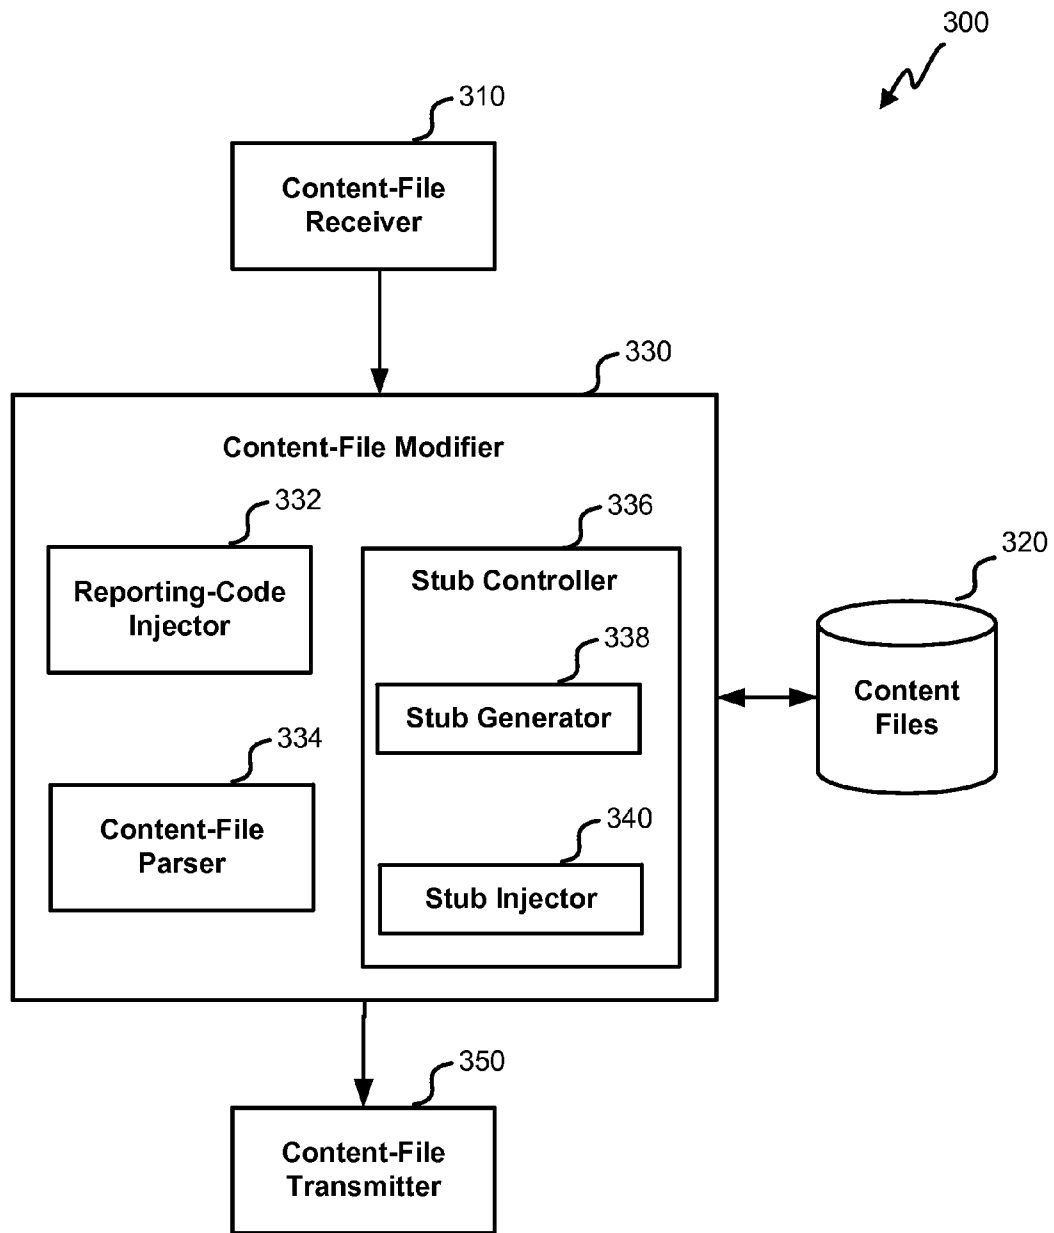 300
310
Content-File
Receiver
330
Content-File Modifier
332
Reporting-Code
Injector
334
Content-File
Parser
336
Stub Controller
338
Stub Generator
340
Stub Injector
320
Content
Files
350
Content-File
Transmitter